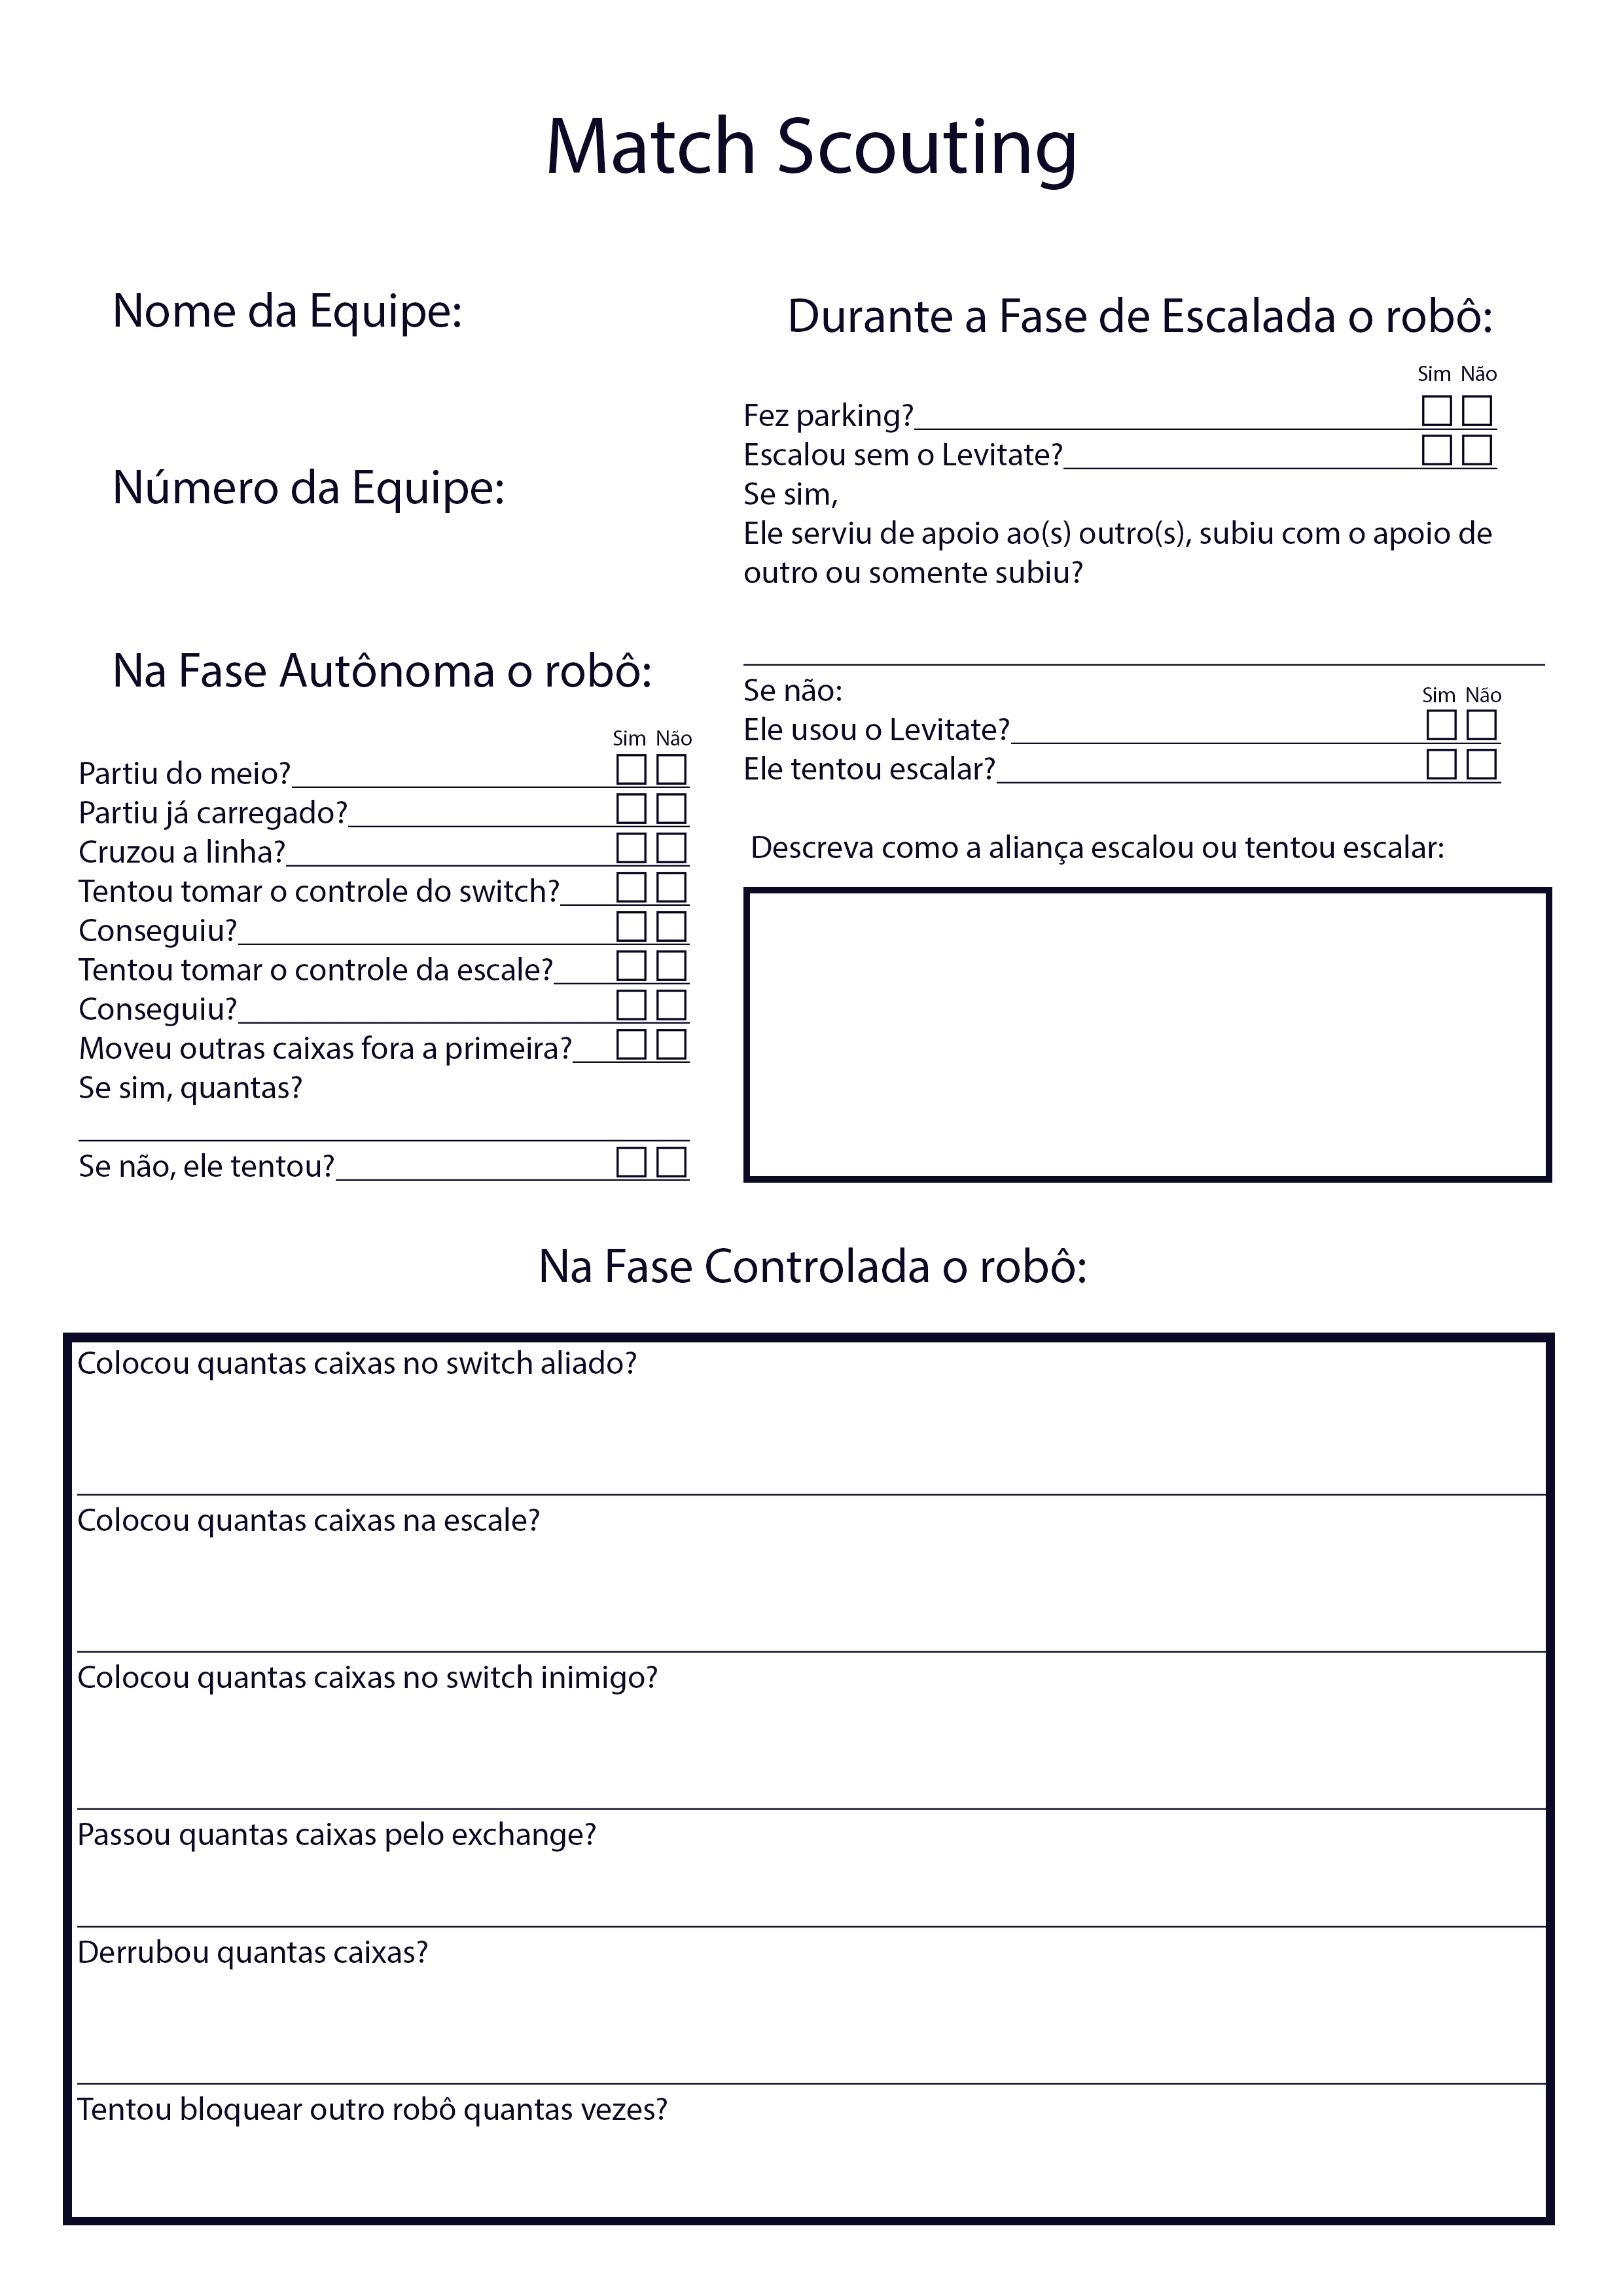 Match Scouting
Nome da Equipe:
Número da Equipe:
Na Fase Autônoma o robô:
Sim Não
Partiu do meio?
Partiu já carregado?
Cruzou a linha?
Tentou tomar o controle do switch?
Conseguiu?
Tentou tomar o controle da escale?
Conseguiu?
Moveu outras caixas fora a primeira?
Se sim, quantas?
Se não, ele tentou?
Durante a Fase de Escalada o robô:
Sim Não
Fez parking?
Escalou sem o Levitate?
Se sim,
Ele serviu de apoio ao(s) outro(s), subiu com o apoio de
outro ou somente subiu?
Se não:
Sim Não
Ele usou o Levitate?
Ele tentou escalar?
Descreva como a aliança escalou ou tentou escalar:
Na Fase Controlada o robô:
Colocou quantas caixas no switch aliado?
Colocou quantas caixas na escale?
Colocou quantas caixas no switch inimigo?
Passou quantas caixas pelo exchange?
Derrubou quantas caixas?
Tentou bloquear outro robô quantas vezes?